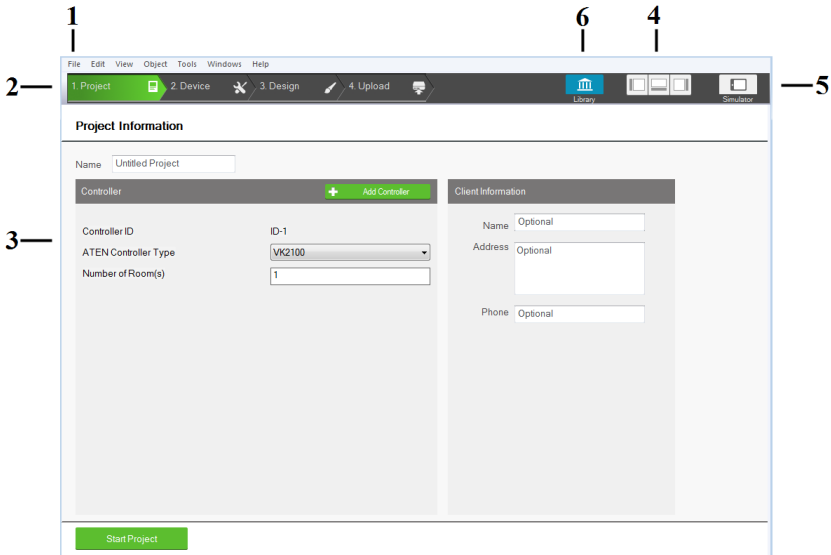 1 6 4
File Edit View Object Tools Windows Help
2 1. Project 2. Device 3. Design 4. Upload 5
Library Simulator
Project Information
Name Untitled Project
Controller Add Controller Client Information
Name Optional
3 Controller ID ID-1
Address Optional
ATEN Controller Type VK2100
Number of Room(s) 1
Phone Optional
Start Project